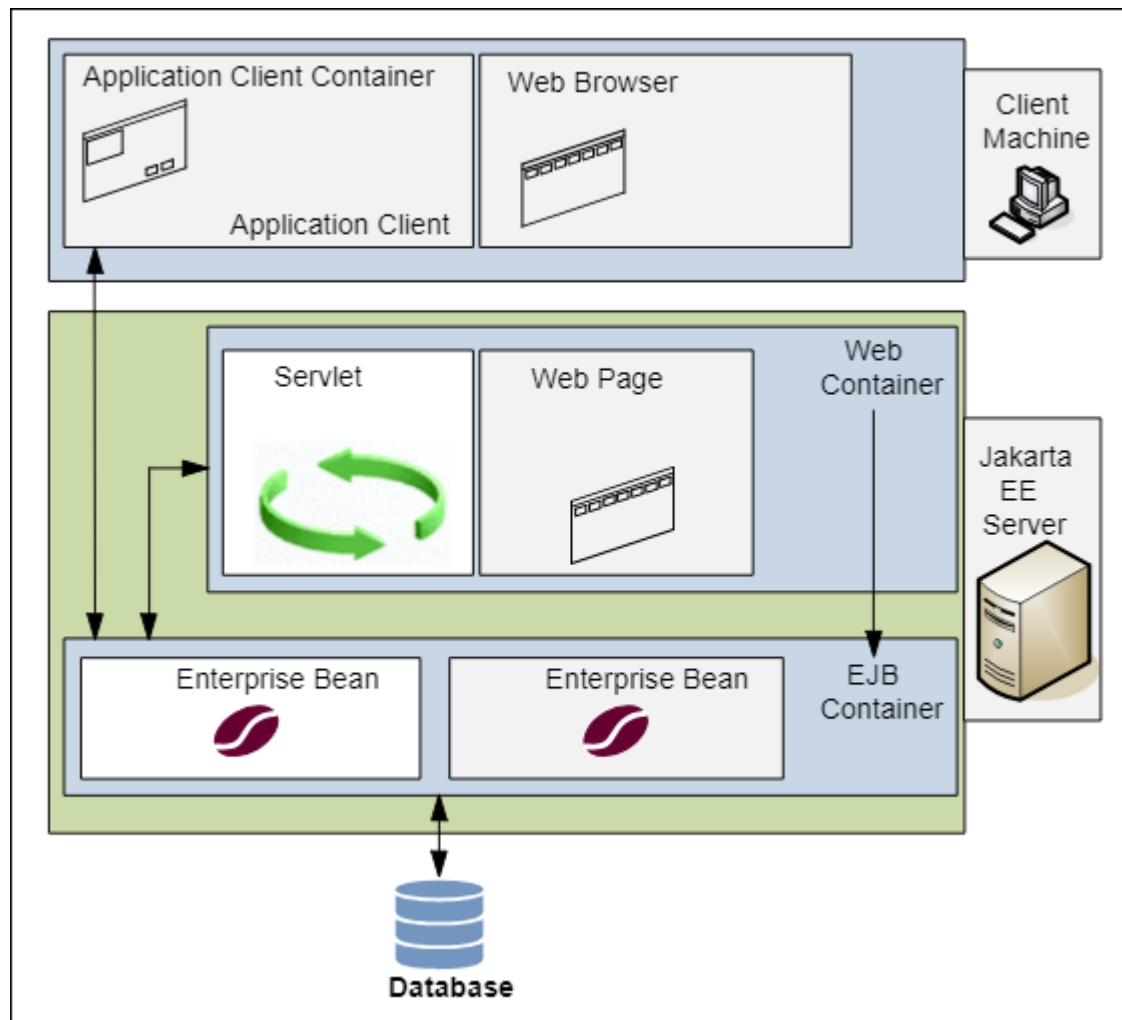 Application Client Container
Web Browser
Application Client
Client
Machine
Servlet
Web Page
Web
Container
Jakarta
EE
Server
Enterprise Bean
Enterprise Bean
EJB
Container
Database